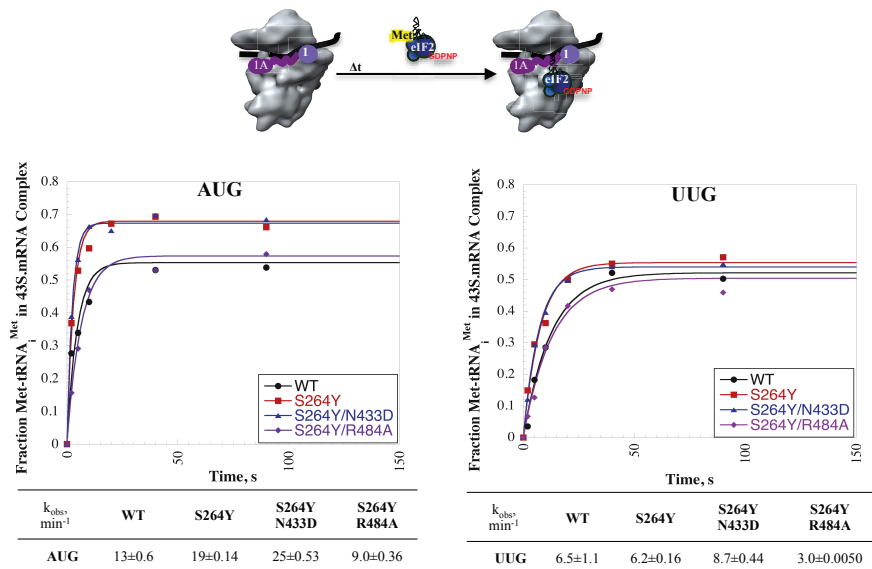 Met
eIF2
GDPNP
1A
1
Δt
1A
1
eIF2
GDPNP
AUG
Fraction Met-tRNAiMet in 43S.mRNA Complex
0.8
0.7
0.6
0.5
0.4
0.3
0.2
0.1
0
WT
S264Y
S264Y/N433D
S264Y/R484A
0
50
100
150
Time, s
kobs, min-1
WT
S264Y
S264Y N433D
S264Y R484A
AUG
13±0.6
19±0.14
25±0.53
9.0±0.36
UUG
Fraction Met-tRNAiMet in 43S.mRNA Complex
0.8
0.7
0.6
0.5
0.4
0.3
0.2
0.1
0
WT
S264Y
S264Y/N433D
S264Y/R484A
0
50
100
150
Time, s
kobs, min-1
WT
S264Y
S264Y N433D
S264Y R484A
UUG
6.5±1.1
6.2±0.16
8.7±0.44
3.0±0.0050